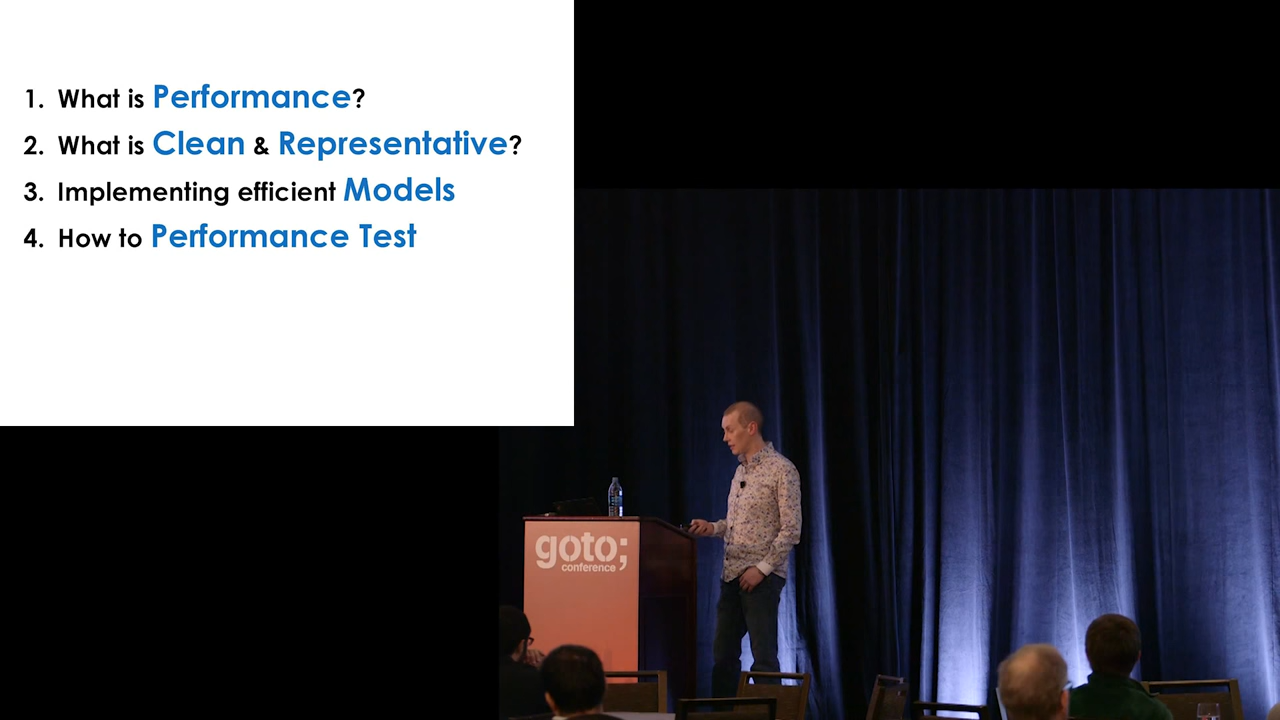 1. What is Performance?
2. What is Clean & Representative?
3. Implementing efficient Models
4. How to Performance Test
goto;
conference